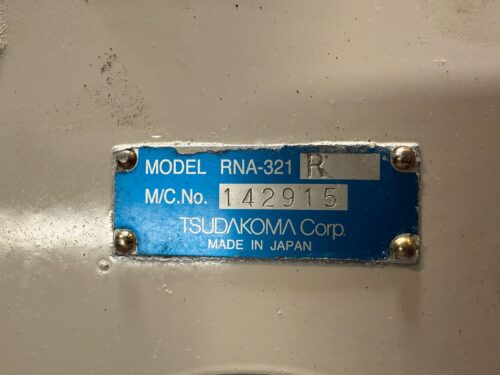 MODEL RNA-321 R
M/C.No. 142915
TSUDAKOMA Corp.
MADE IN JAPAN